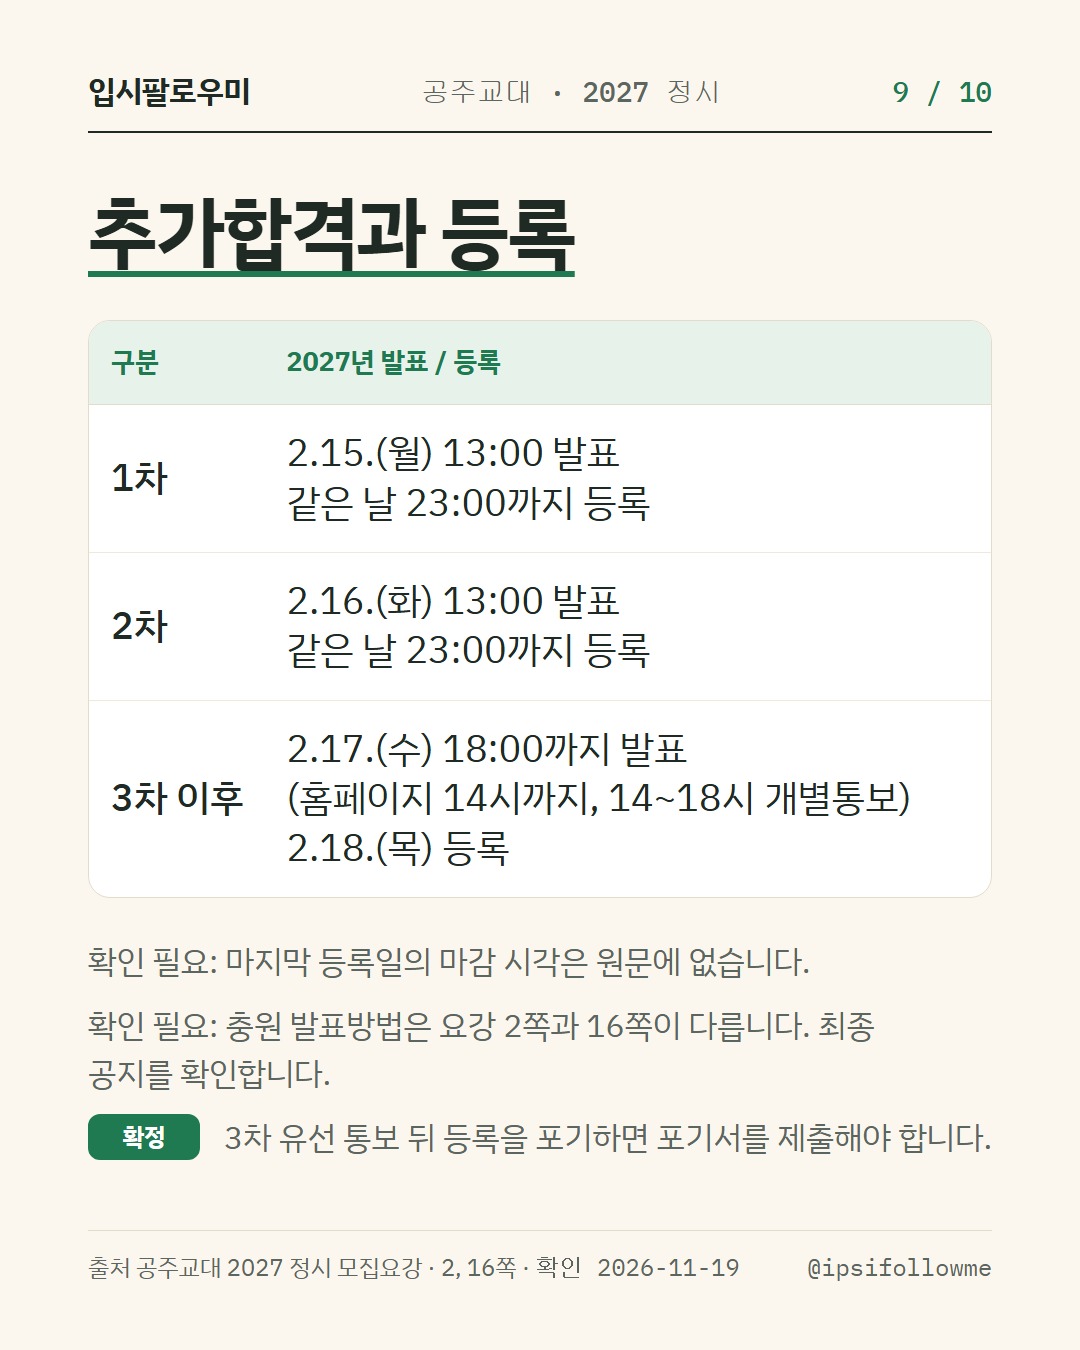 입시팔로우미
공주교대 · 2027 정시
9 / 10
추가합격과 등록
구분
2027년 발표 / 등록
1차
2.15.(월) 13:00 발표
같은 날 23:00까지 등록
2차
2.16.(화) 13:00 발표
같은 날 23:00까지 등록
3차 이후
2.17.(수) 18:00까지 발표
(홈페이지 14시까지, 14~18시 개별통보)
2.18.(목) 등록
확인 필요: 마지막 등록일의 마감 시각은 원문에 없습니다.
확인 필요: 충원 발표방법은 요강 2쪽과 16쪽이 다릅니다. 최종
공지를 확인합니다.
확정 3차 유선 통보 뒤 등록을 포기하면 포기서를 제출해야 합니다.
출처 공주교대 2027 정시 모집요강 · 2, 16쪽 · 확인 2026-11-19
@ipsifollowme